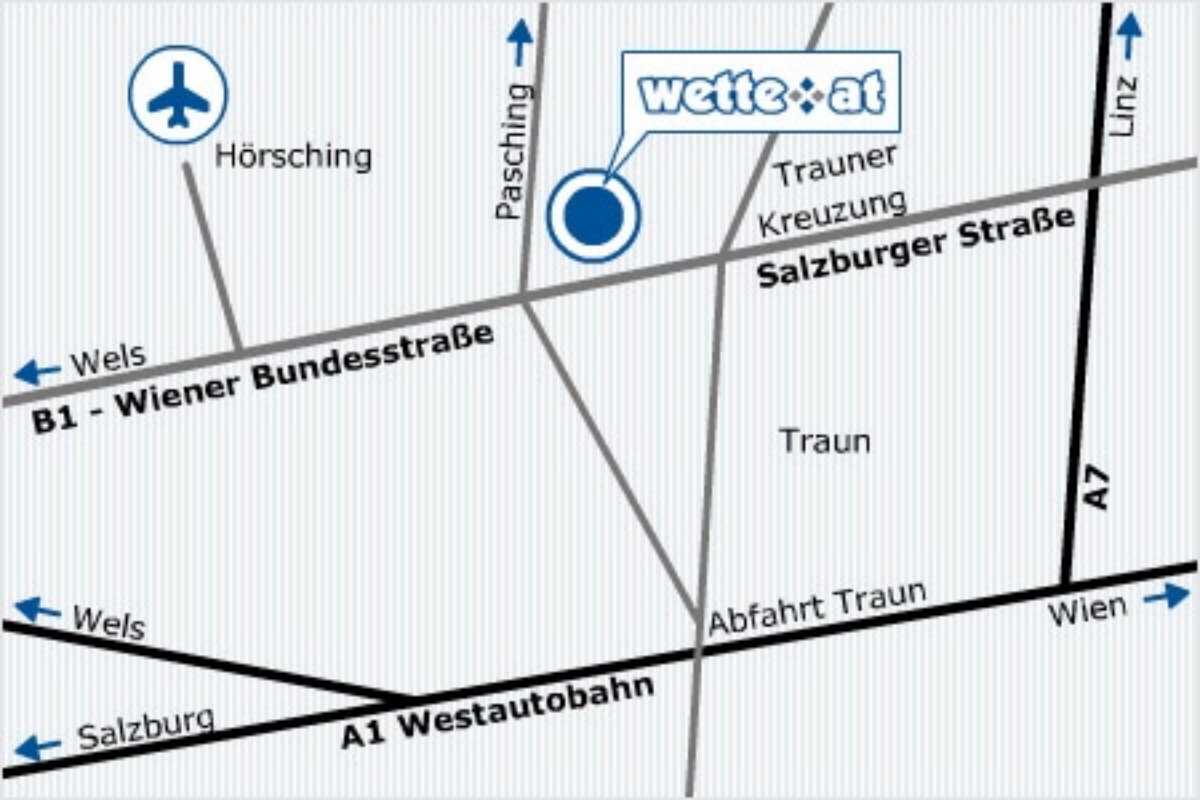 wette.at
Hörsching
Pasching
Linz
Trauner
Kreuzung
Salzburger Straße
Wels
B1 - Wiener Bundesstraße
Traun
A7
Wels
Abfahrt Traun
Wien
Salzburg
A1 Westautobahn